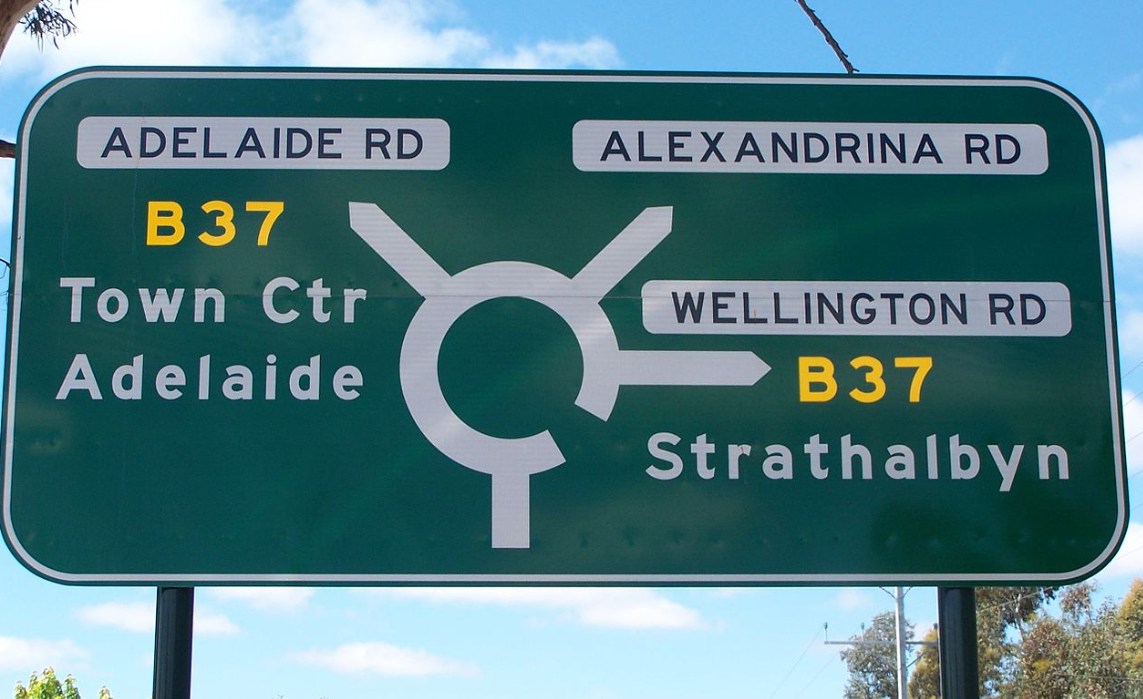 ADELAIDE RD
B37
Town Ctr
Adelaide
ALEXANDRINA RD
WELLINGTON RD
B37
Strathalbyn